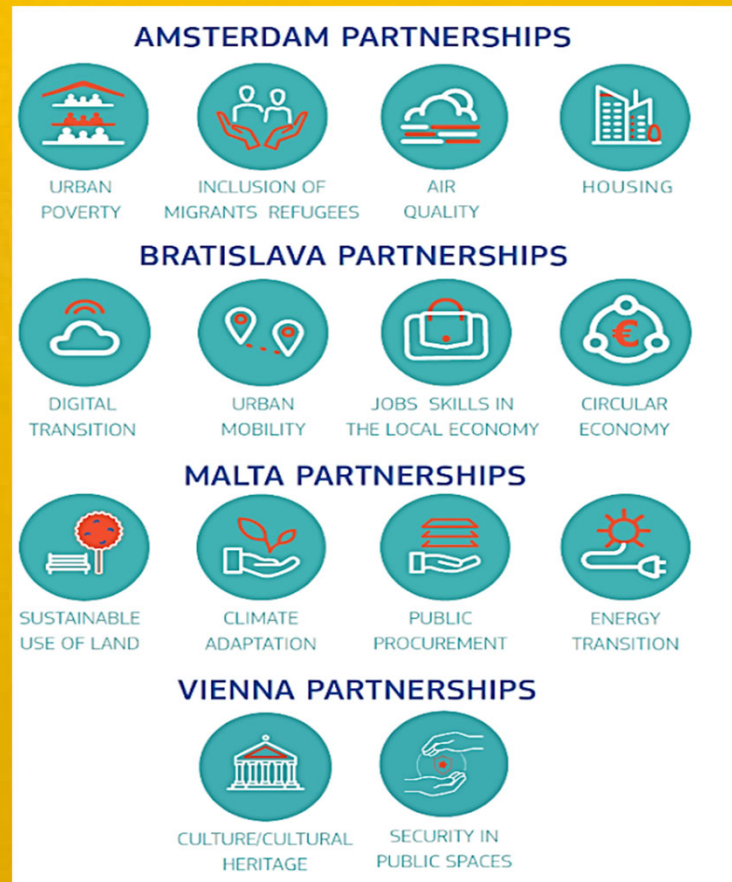 AMSTERDAM PARTNERSHIPS
URBAN
POVERTY
INCLUSION OF
MIGRANTS REFUGEES
AIR
QUALITY
HOUSING
BRATISLAVA PARTNERSHIPS
DIGITAL
TRANSITION
URBAN
MOBILITY
JOBS SKILLS IN
THE LOCAL ECONOMY
CIRCULAR
ECONOMY
€
MALTA PARTNERSHIPS
SUSTAINABLE
USE OF LAND
CLIMATE
ADAPTATION
PUBLIC
PROCUREMENT
ENERGY
TRANSITION
VIENNA PARTNERSHIPS
CULTURE/CULTURAL
HERITAGE
SECURITY IN
PUBLIC SPACES